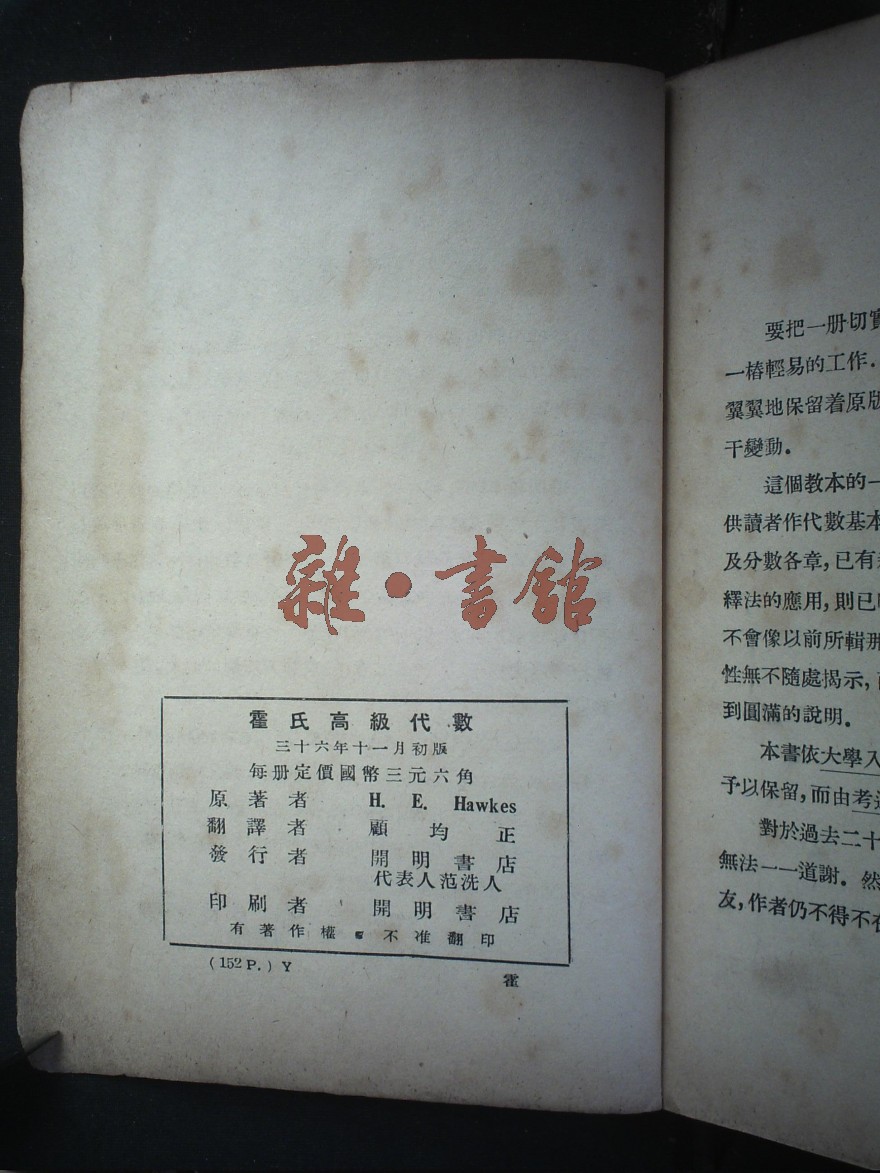 雜·書館
霍氏高級代數
三十六年十一月初版
每册定價國幣三元六角
原著者 H. E. Hawkes
翻譯者 顧均正
發行者 開明書店
代表人范洗人
印刷者 開明書店
有著作權 不准翻印
(152 P.) Y 霍
要把一册切實
一樁輕易的工作.
翼翼地保留着原版
干變動。
這個教本的一
供讀者作代數基本
及分數各章,已有
釋法的應用,則已
不會像以前所輯
性無不隨處揭示,
到圓滿的說明。
本書依大學入
予以保留,而由考
對於過去二十
無法一一道謝. 然
友,作者仍不得不在